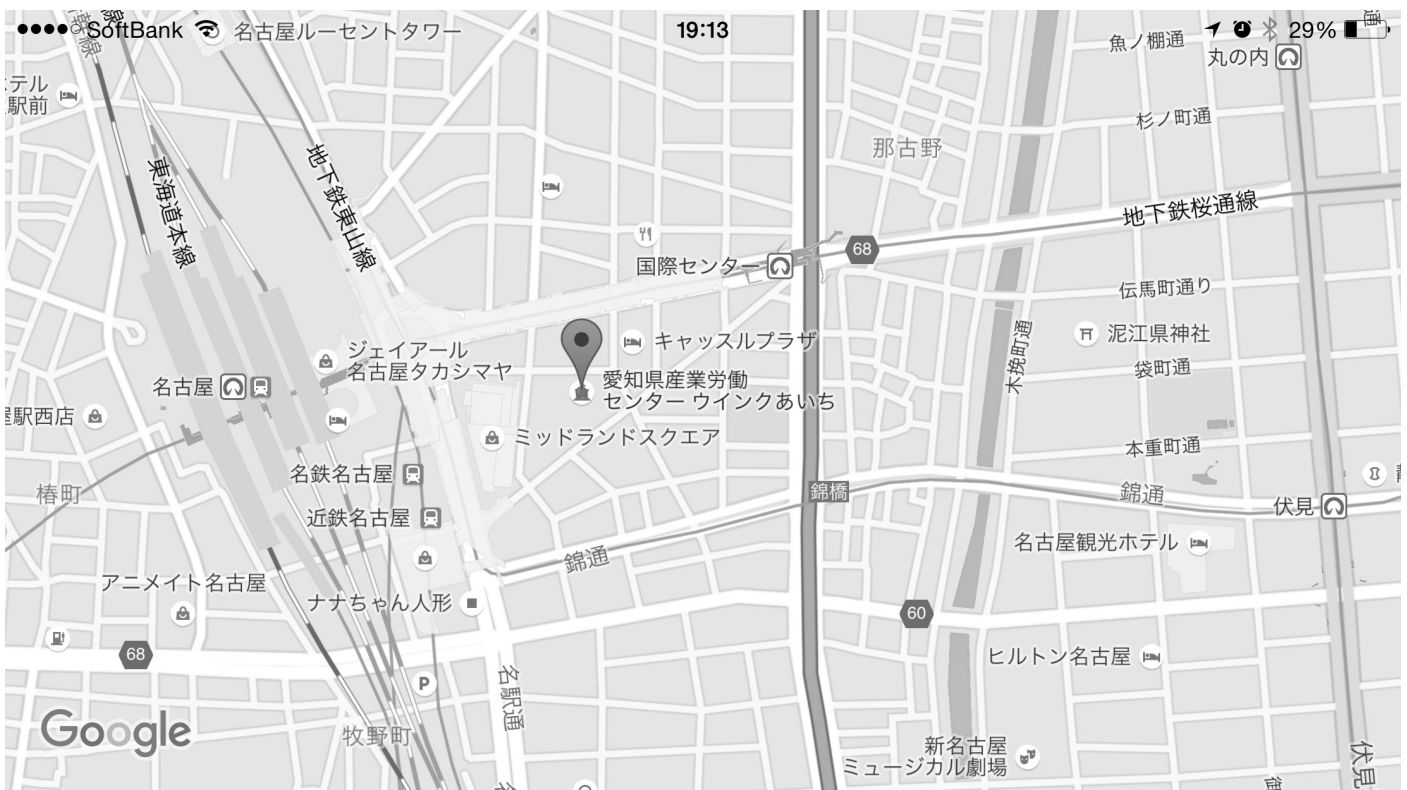 SoftBank
19:13
29%
名古屋ルーセントタワー
魚ノ棚通
丸の内
テル
駅前
杉ノ町通
那古野
東海道本線
地下鉄東山線
地下鉄桜通線
国際センター
68
伝馬町通り
泥江県神社
木挽町通
キャッスルプラザ
ジェイアール
名古屋タカシマヤ
袋町通
名古屋
愛知県産業労働
センター ウインクあいち
屋駅西店
ミッドランドスクエア
本重町通
名鉄名古屋
椿町
錦橋
錦通
伏見
近鉄名古屋
名古屋観光ホテル
錦通
アニメイト名古屋
ナナちゃん人形
60
68
ヒルトン名古屋
P
名駅通
Google
牧野町
新名古屋
ミュージカル劇場
伏見